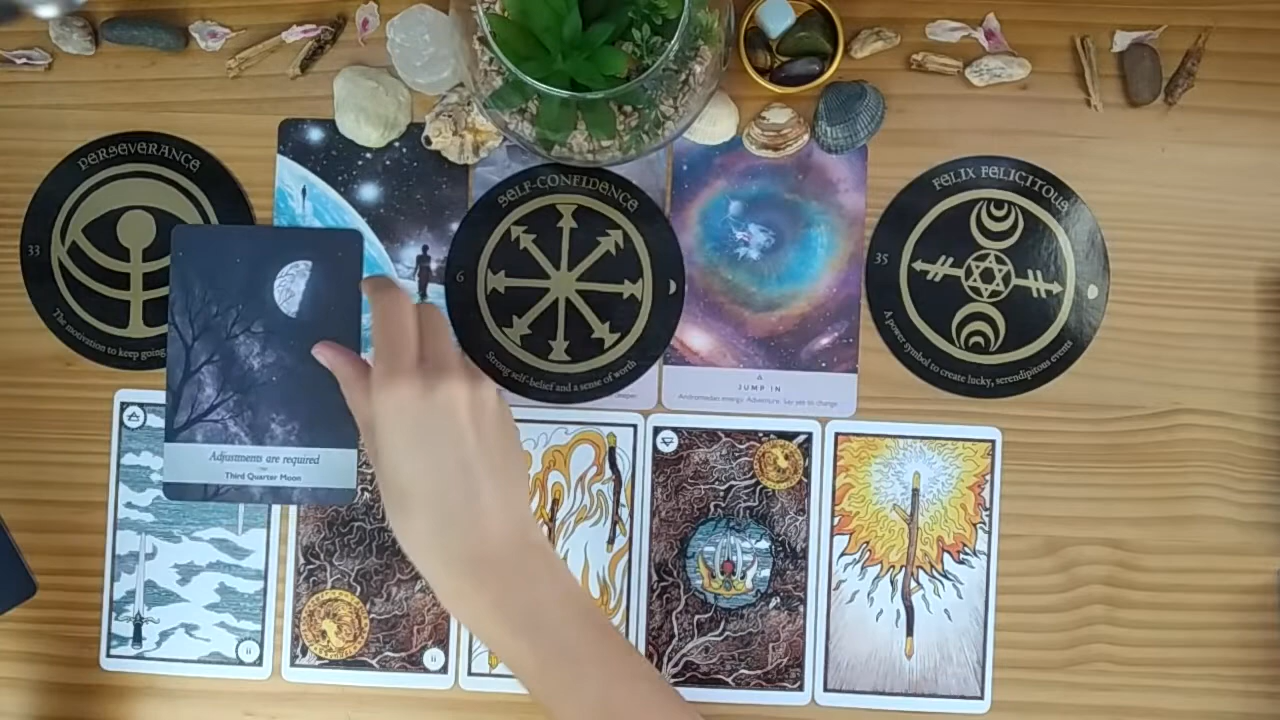 PERSEVERANCE
33
The motivation to keep going
SELF-CONFIDENCE
6
Strong self-belief and a sense of worth
FELIX FELICITOUS
35
A power symbol to create lucky, serendipitous events
deeper.
JUMP IN
Andromedan energy. Adventure. Say yes to change.
Adjustments are required
Third Quarter Moon
ii
ii